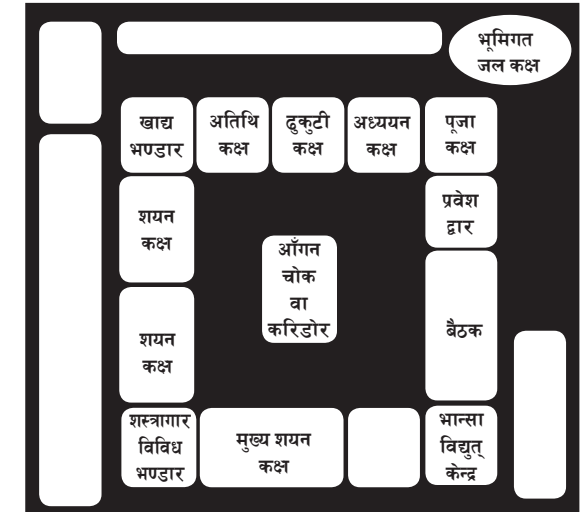 भूमिगत
जल कक्ष
खाद्य
भण्डार
अतिथि
कक्ष
ढुकुटी
कक्ष
अध्ययन
कक्ष
पूजा
कक्ष
शयन
कक्ष
प्रवेश
द्वार
आँगन
चोक
वा
करिडोर
बैठक
शयन
कक्ष
शस्त्रागार
विविध
भण्डार
मुख्य शयन
कक्ष
भान्सा
विद्युत्
केन्द्र